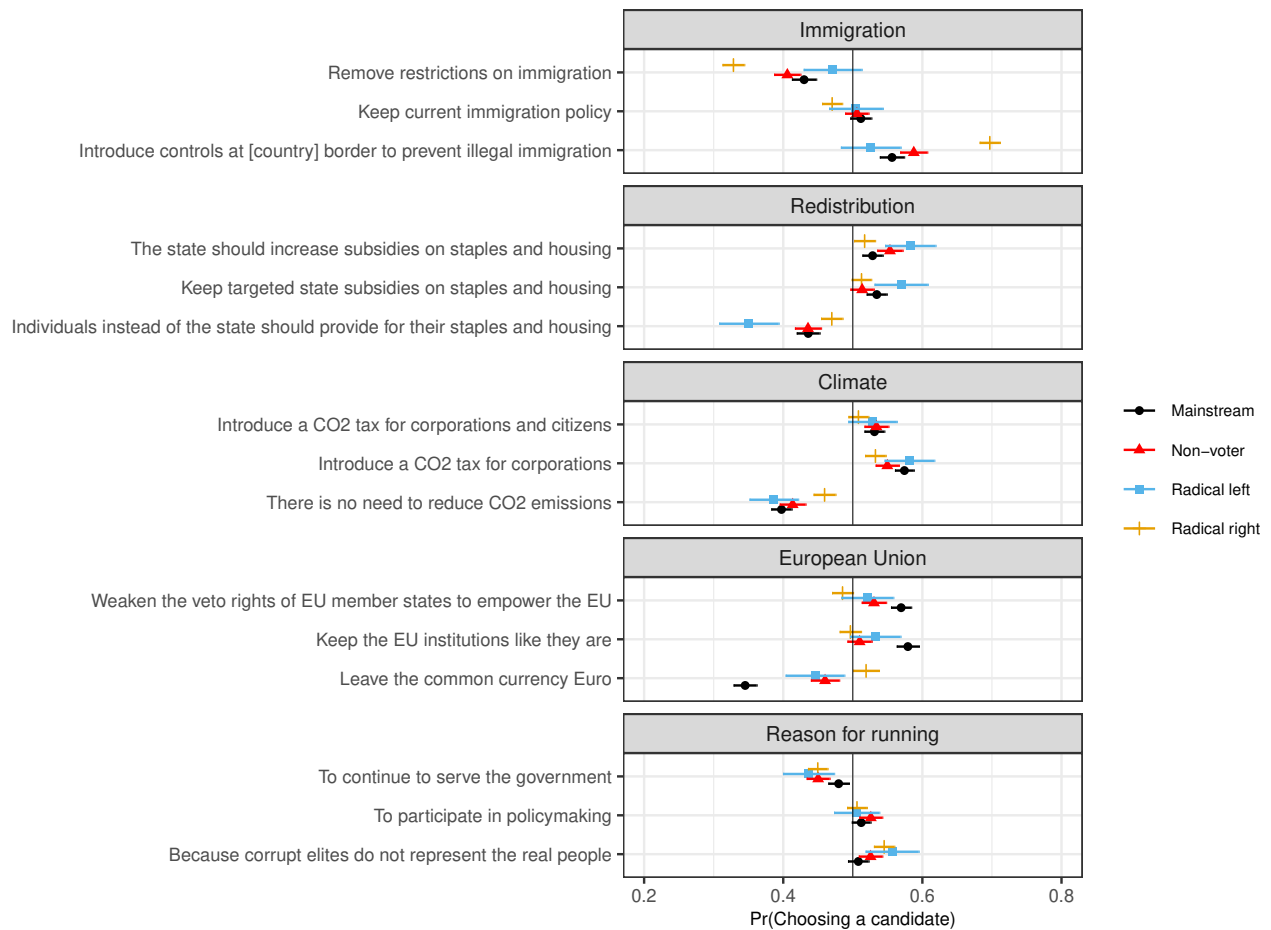 Immigration
Remove restrictions on immigration
Keep current immigration policy
Introduce controls at [country] border to prevent illegal immigration
Redistribution
The state should increase subsidies on staples and housing
Keep targeted state subsidies on staples and housing
Individuals instead of the state should provide for their staples and housing
Climate
Introduce a CO2 tax for corporations and citizens
Introduce a CO2 tax for corporations
There is no need to reduce CO2 emissions
European Union
Weaken the veto rights of EU member states to empower the EU
Keep the EU institutions like they are
Leave the common currency Euro
Reason for running
To continue to serve the government
To participate in policymaking
Because corrupt elites do not represent the real people
0.2 0.4 0.6 0.8
Pr(Choosing a candidate)
Mainstream
Non−voter
Radical left
Radical right